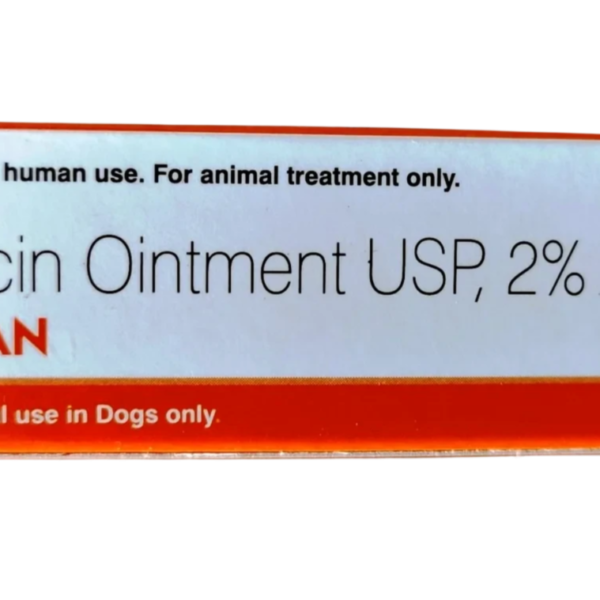 human use. For animal treatment only.
cin Ointment USP, 2%
AN
l use in Dogs only.